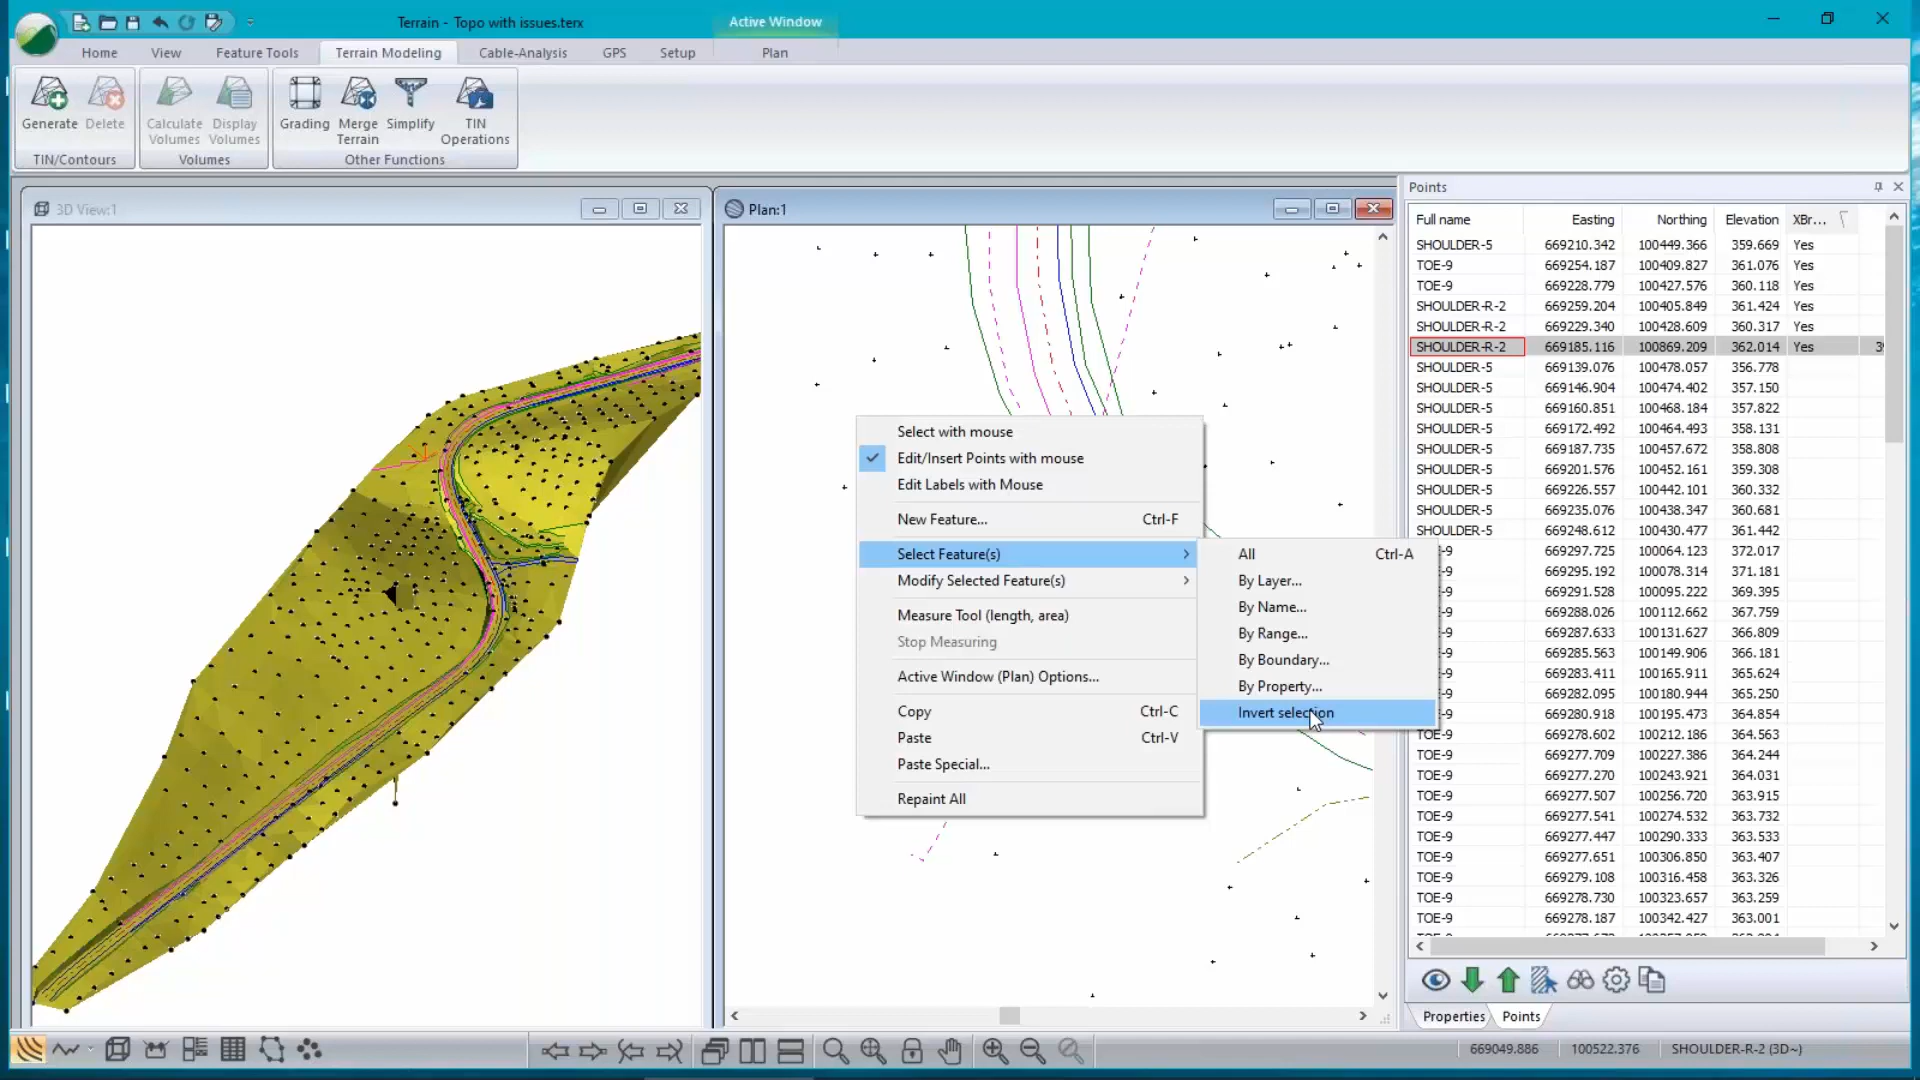 Terrain - Topo with issues.terx
Active Window
Home View Feature Tools Terrain Modeling Cable-Analysis GPS Setup Plan
Generate Delete Calculate Volumes Display Volumes Grading Merge Terrain Simplify TIN Operations
TIN/Contours Volumes Other Functions
3D View:1
Plan:1
Points
Full name Easting Northing Elevation XBr...
SHOULDER-5 669210.342 100449.366 359.669 Yes
TOE-9 669254.187 100409.827 361.076 Yes
TOE-9 669228.779 100427.576 360.118 Yes
SHOULDER-R-2 669259.204 100405.849 361.424 Yes
SHOULDER-R-2 669229.340 100428.609 360.317 Yes
SHOULDER-R-2 669185.116 100869.209 362.014 Yes
SHOULDER-5 669139.076 100478.057 356.778
SHOULDER-5 669146.904 100474.402 357.150
SHOULDER-5 669160.851 100468.184 357.822
SHOULDER-5 669172.492 100464.493 358.131
SHOULDER-5 669187.735 100457.672 358.808
SHOULDER-5 669201.576 100452.161 359.308
SHOULDER-5 669226.557 100442.101 360.332
SHOULDER-5 669235.076 100438.347 360.681
SHOULDER-5 669248.612 100430.477 361.442
E-9 669297.725 100064.123 372.017
-9 669295.192 100078.314 371.181
-9 669291.528 100095.222 369.395
-9 669288.026 100112.662 367.759
-9 669287.633 100131.627 366.809
-9 669285.563 100149.906 366.181
-9 669283.411 100165.911 365.624
-9 669282.095 100180.944 365.250
-9 669280.918 100195.473 364.854
TOE-9 669278.602 100212.186 364.563
TOE-9 669277.709 100227.386 364.244
TOE-9 669277.270 100243.921 364.031
TOE-9 669277.507 100256.720 363.915
TOE-9 669277.541 100274.532 363.732
TOE-9 669277.447 100290.333 363.533
TOE-9 669277.651 100306.850 363.407
TOE-9 669279.108 100316.458 363.326
TOE-9 669278.730 100323.657 363.259
TOE-9 669278.187 100342.427 363.001
Select with mouse
Edit/Insert Points with mouse
Edit Labels with Mouse
New Feature... Ctrl-F
Select Feature(s)
Modify Selected Feature(s)
Measure Tool (length, area)
Stop Measuring
Active Window (Plan) Options...
Copy Ctrl-C
Paste Ctrl-V
Paste Special...
Repaint All
All Ctrl-A
By Layer...
By Name...
By Range...
By Boundary...
By Property...
Invert selection
Properties Points
669049.886 100522.376 SHOULDER-R-2 (3D~)